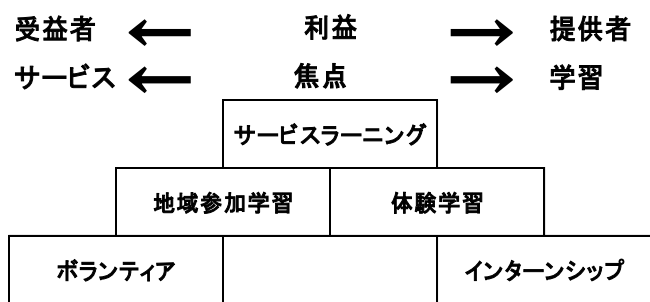 受益者 ← 利益 → 提供者
サービス ← 焦点 → 学習
サービスラーニング
地域参加学習 体験学習
ボランティア インターンシップ